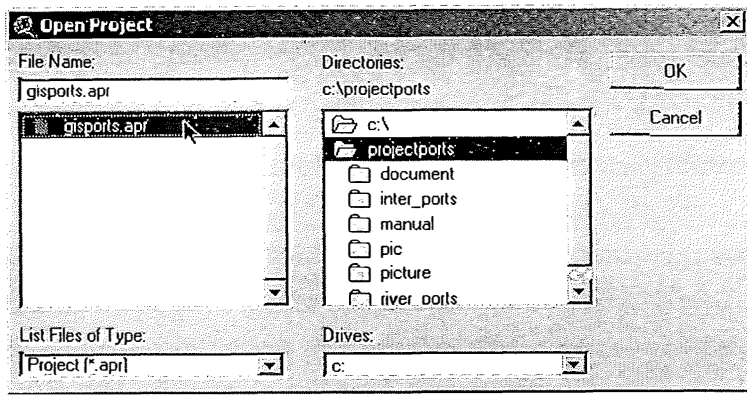 Open Project
File Name:
gisports.apr
gisports.apr
List Files of Type:
Project (*.apr)
Directories:
c:\projectports
c:\
projectports
document
inter_ports
manual
pic
picture
river_ports
Drives:
c:
OK
Cancel